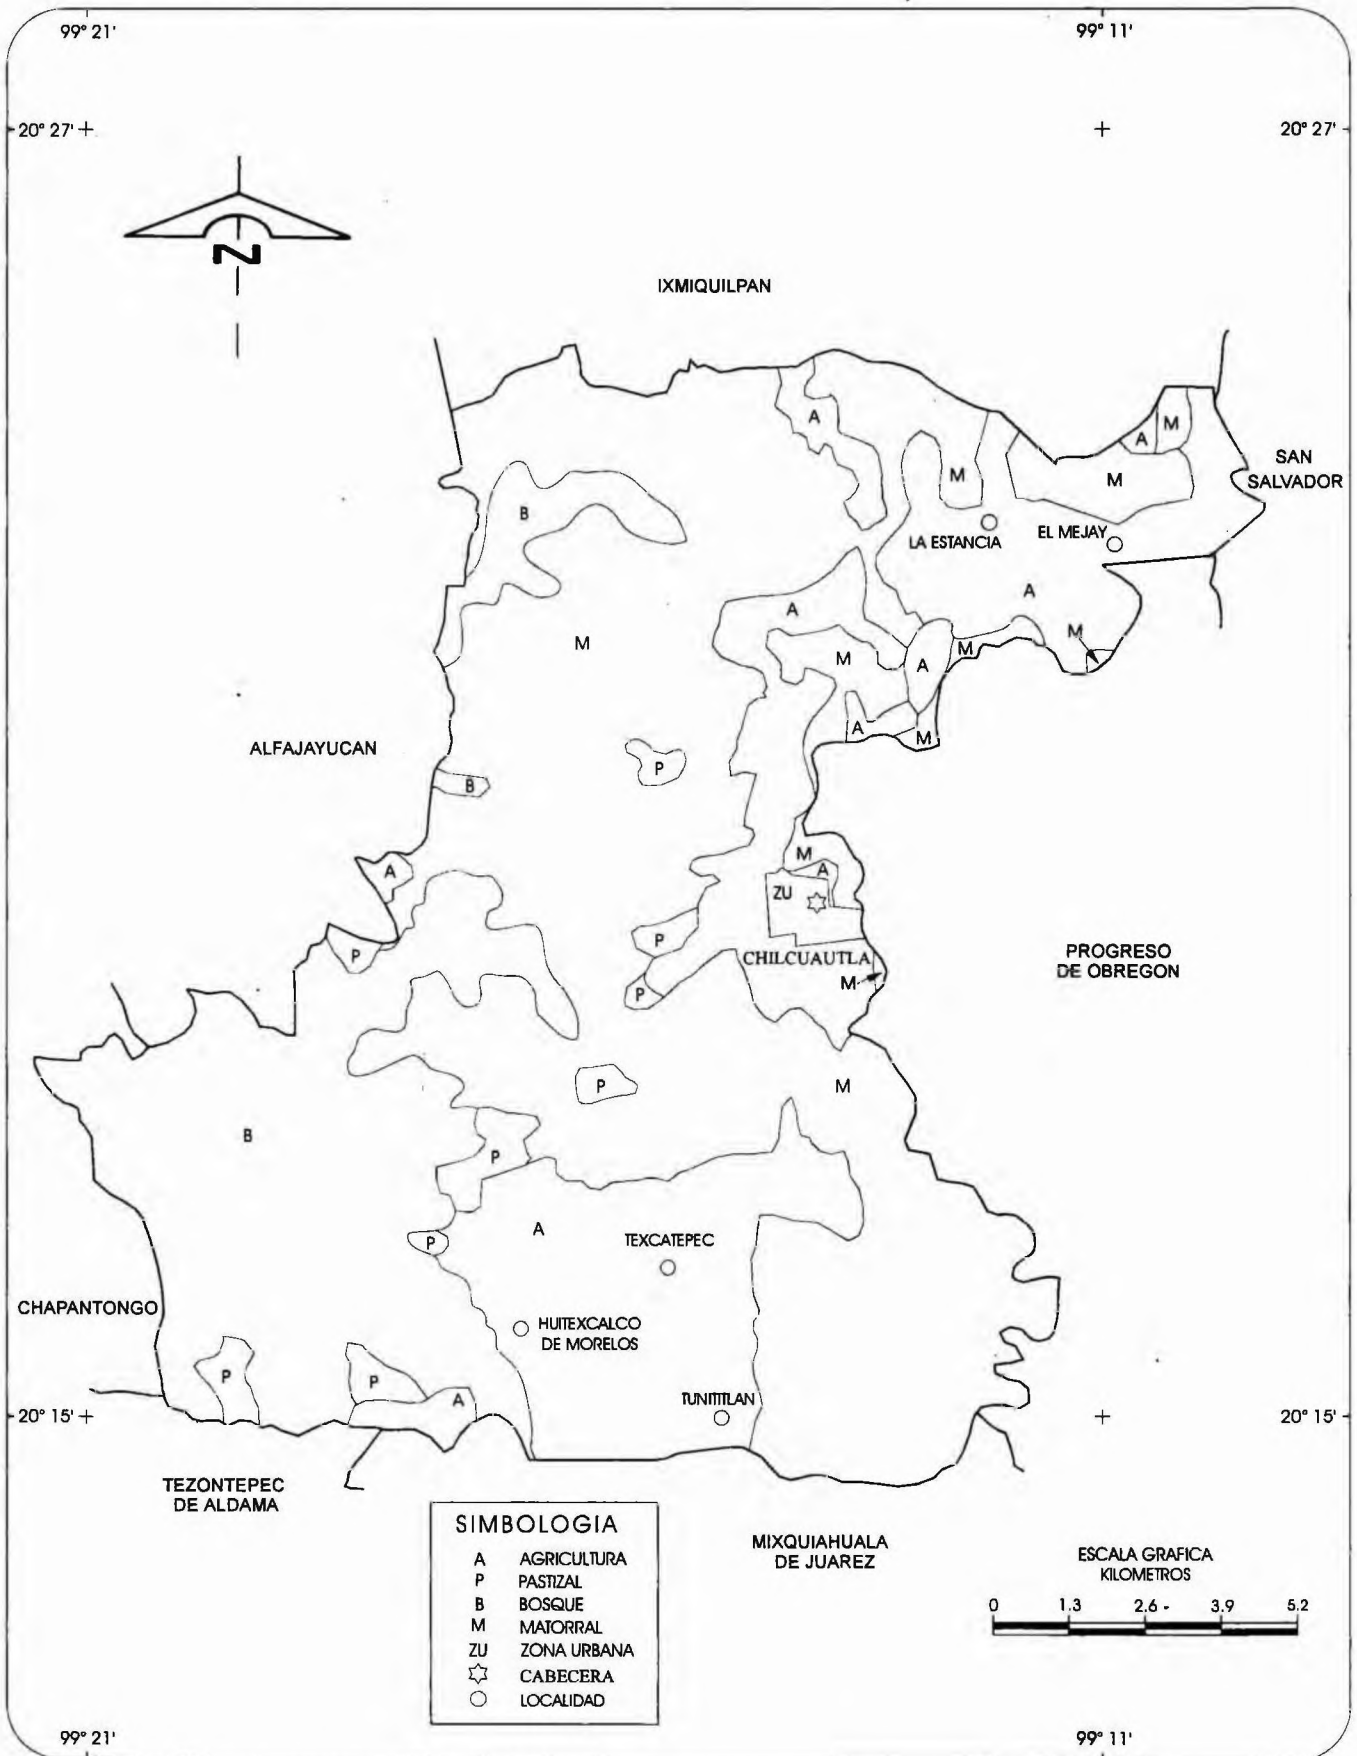 99° 21'
99° 11'
20° 27'
20° 27'
N
IXMIQUILPAN
A
M
A
M
SAN
SALVADOR
M
B
LA ESTANCIA
EL MEJAY
A
A
M
M
M
M
A
A
M
ALFAJAYUCAN
P
B
M
A
A
ZU
P
P
CHILCUAUTLA
PROGRESO
DE OBREGON
M
P
P
M
B
P
A
P
TEXCATEPEC
CHAPANTONGO
HUITEXCALCO
DE MORELOS
P
P
A
TUNITITLAN
20° 15'
20° 15'
TEZONTEPEC
DE ALDAMA
MIXQUIAHUALA
DE JUAREZ
SIMBOLOGIA
A AGRICULTURA
P PASTIZAL
B BOSQUE
M MATORRAL
ZU ZONA URBANA
CABECERA
LOCALIDAD
ESCALA GRAFICA
KILOMETROS
0 1.3 2.6 3.9 5.2
99° 21'
99° 11'